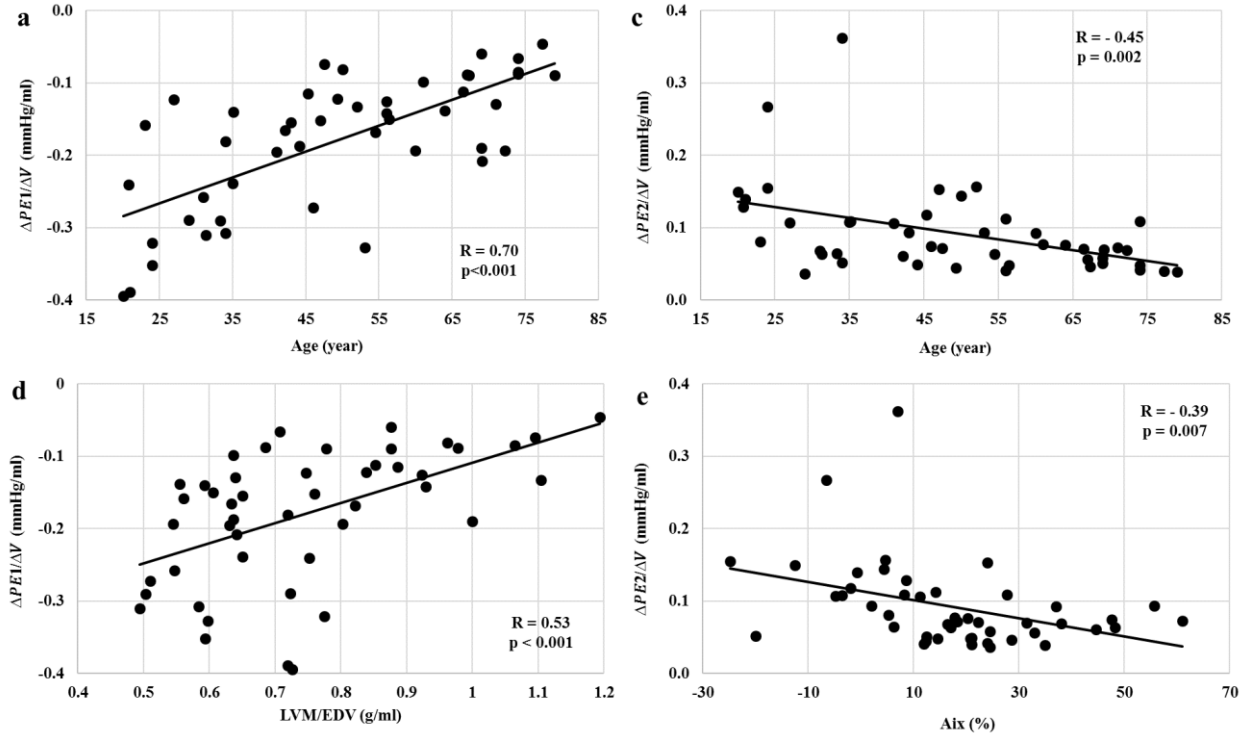 a
0.0
-0.1
-0.2
-0.3
-0.4
ΔPE1/ΔV (mmHg/ml)
R = 0.70
p<0.001
15 25 35 45 55 65 75 85
Age (year)
c
0.4
0.3
0.2
0.1
0.0
ΔPE2/ΔV (mmHg/ml)
R = - 0.45
p = 0.002
15 25 35 45 55 65 75 85
Age (year)
d
0
-0.1
-0.2
-0.3
-0.4
ΔPE1/ΔV (mmHg/ml)
R = 0.53
p < 0.001
0.4 0.5 0.6 0.7 0.8 0.9 1 1.1 1.2
LVM/EDV (g/ml)
e
0.4
0.3
0.2
0.1
0.0
ΔPE2/ΔV (mmHg/ml)
R = - 0.39
p = 0.007
-30 -10 10 30 50 70
Aix (%)